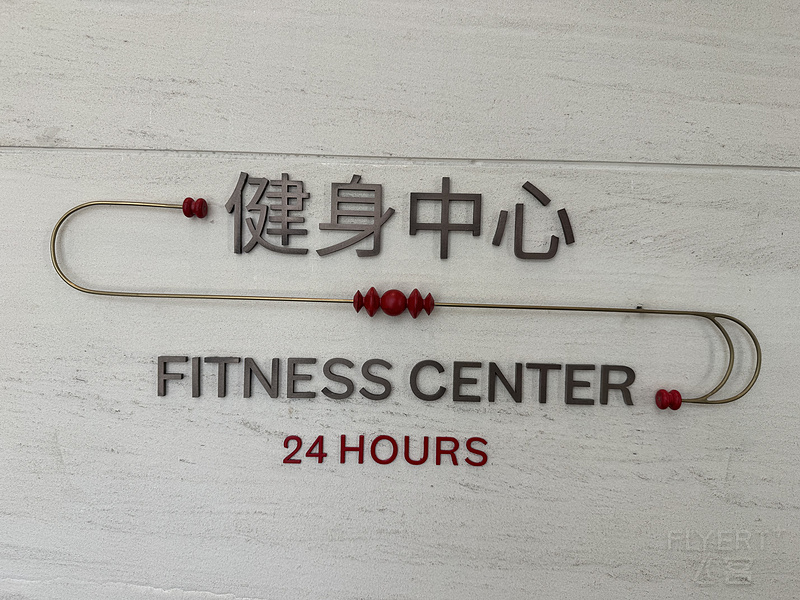 健身中心
FITNESS CENTER
24 HOURS
FLYERT